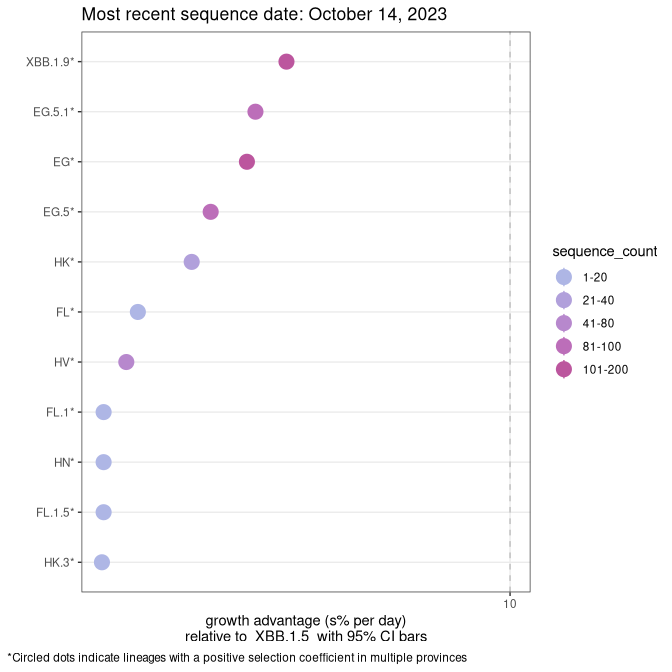 Most recent sequence date: October 14, 2023
XBB.1.9*
EG.5.1*
EG*
EG.5*
HK*
FL*
HV*
FL.1*
HN*
FL.1.5*
HK.3*
10
growth advantage (s% per day)
relative to  XBB.1.5  with 95% CI bars
sequence_count
1-20
21-40
41-80
81-100
101-200
*Circled dots indicate lineages with a positive selection coefficient in multiple provinces